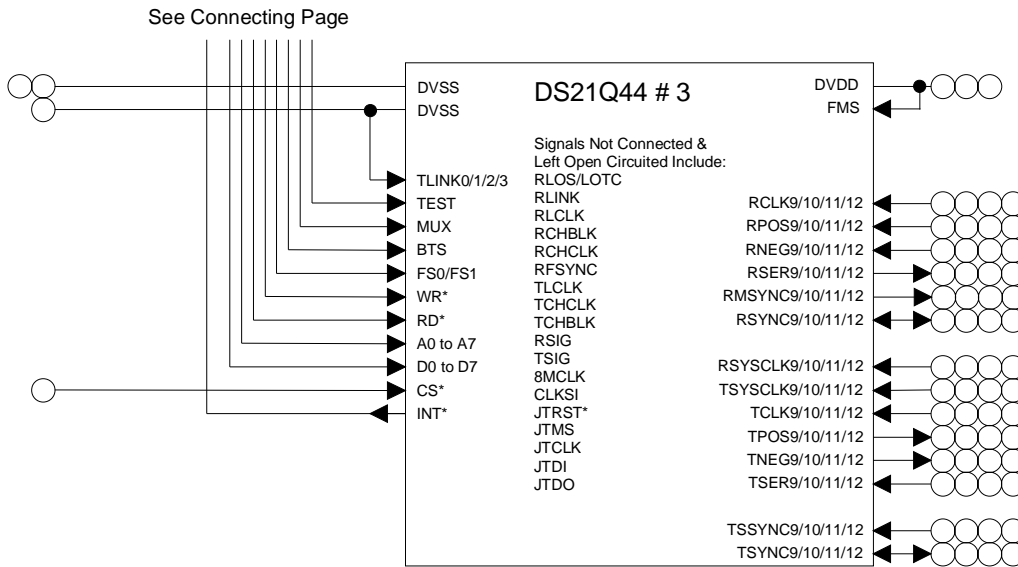 See Connecting Page
DVSS
DVSS
TLINK0/1/2/3
TEST
MUX
BTS
FS0/FS1
WR*
RD*
A0 to A7
D0 to D7
CS*
INT*
DS21Q44 # 3
Signals Not Connected &
Left Open Circuited Include:
RLOS/LOTC
RLINK
RLCLK
RCHBLK
RCHCLK
RFSYNC
TLCLK
TCHCLK
TCHBLK
RSIG
TSIG
8MCLK
CLKSI
JTRST*
JTMS
JTCLK
JTDI
JTDO
DVDD
FMS
RCLK9/10/11/12
RPOS9/10/11/12
RNEG9/10/11/12
RSER9/10/11/12
RMSYNC9/10/11/12
RSYNC9/10/11/12
RSYSCLK9/10/11/12
TSYSCLK9/10/11/12
TCLK9/10/11/12
TPOS9/10/11/12
TNEG9/10/11/12
TSER9/10/11/12
TSSYNC9/10/11/12
TSYNC9/10/11/12